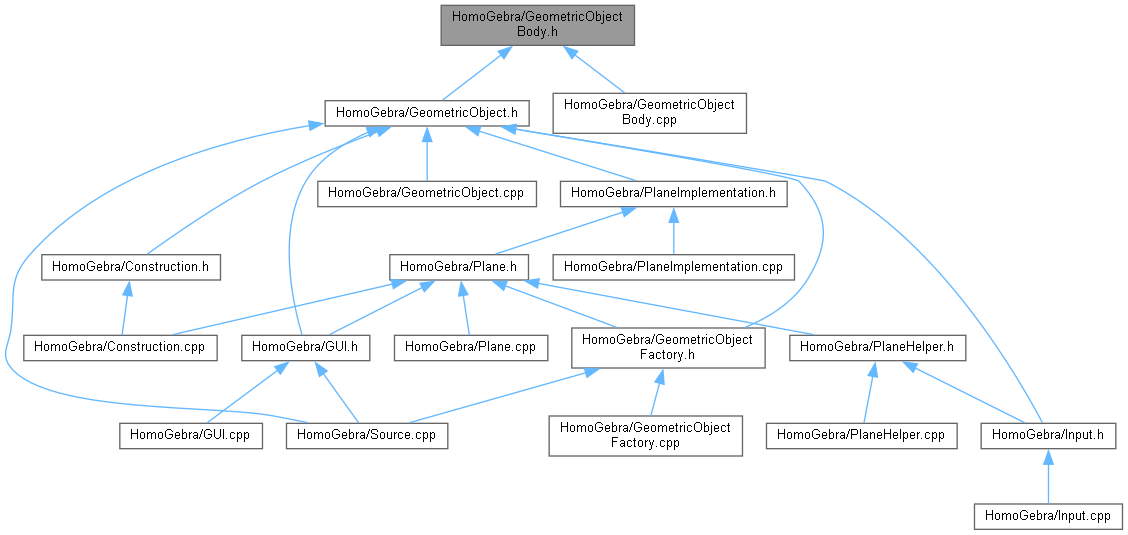 HomoGebra/GeometricObject
Body.h
HomoGebra/GeometricObject.h
HomoGebra/GeometricObject
Body.cpp
HomoGebra/GeometricObject.cpp
HomoGebra/PlaneImplementation.h
HomoGebra/Construction.h
HomoGebra/Plane.h
HomoGebra/PlaneImplementation.cpp
HomoGebra/Construction.cpp
HomoGebra/GUI.h
HomoGebra/Plane.cpp
HomoGebra/GeometricObject
Factory.h
HomoGebra/PlaneHelper.h
HomoGebra/GUI.cpp
HomoGebra/Source.cpp
HomoGebra/GeometricObject
Factory.cpp
HomoGebra/PlaneHelper.cpp
HomoGebra/Input.h
HomoGebra/Input.cpp